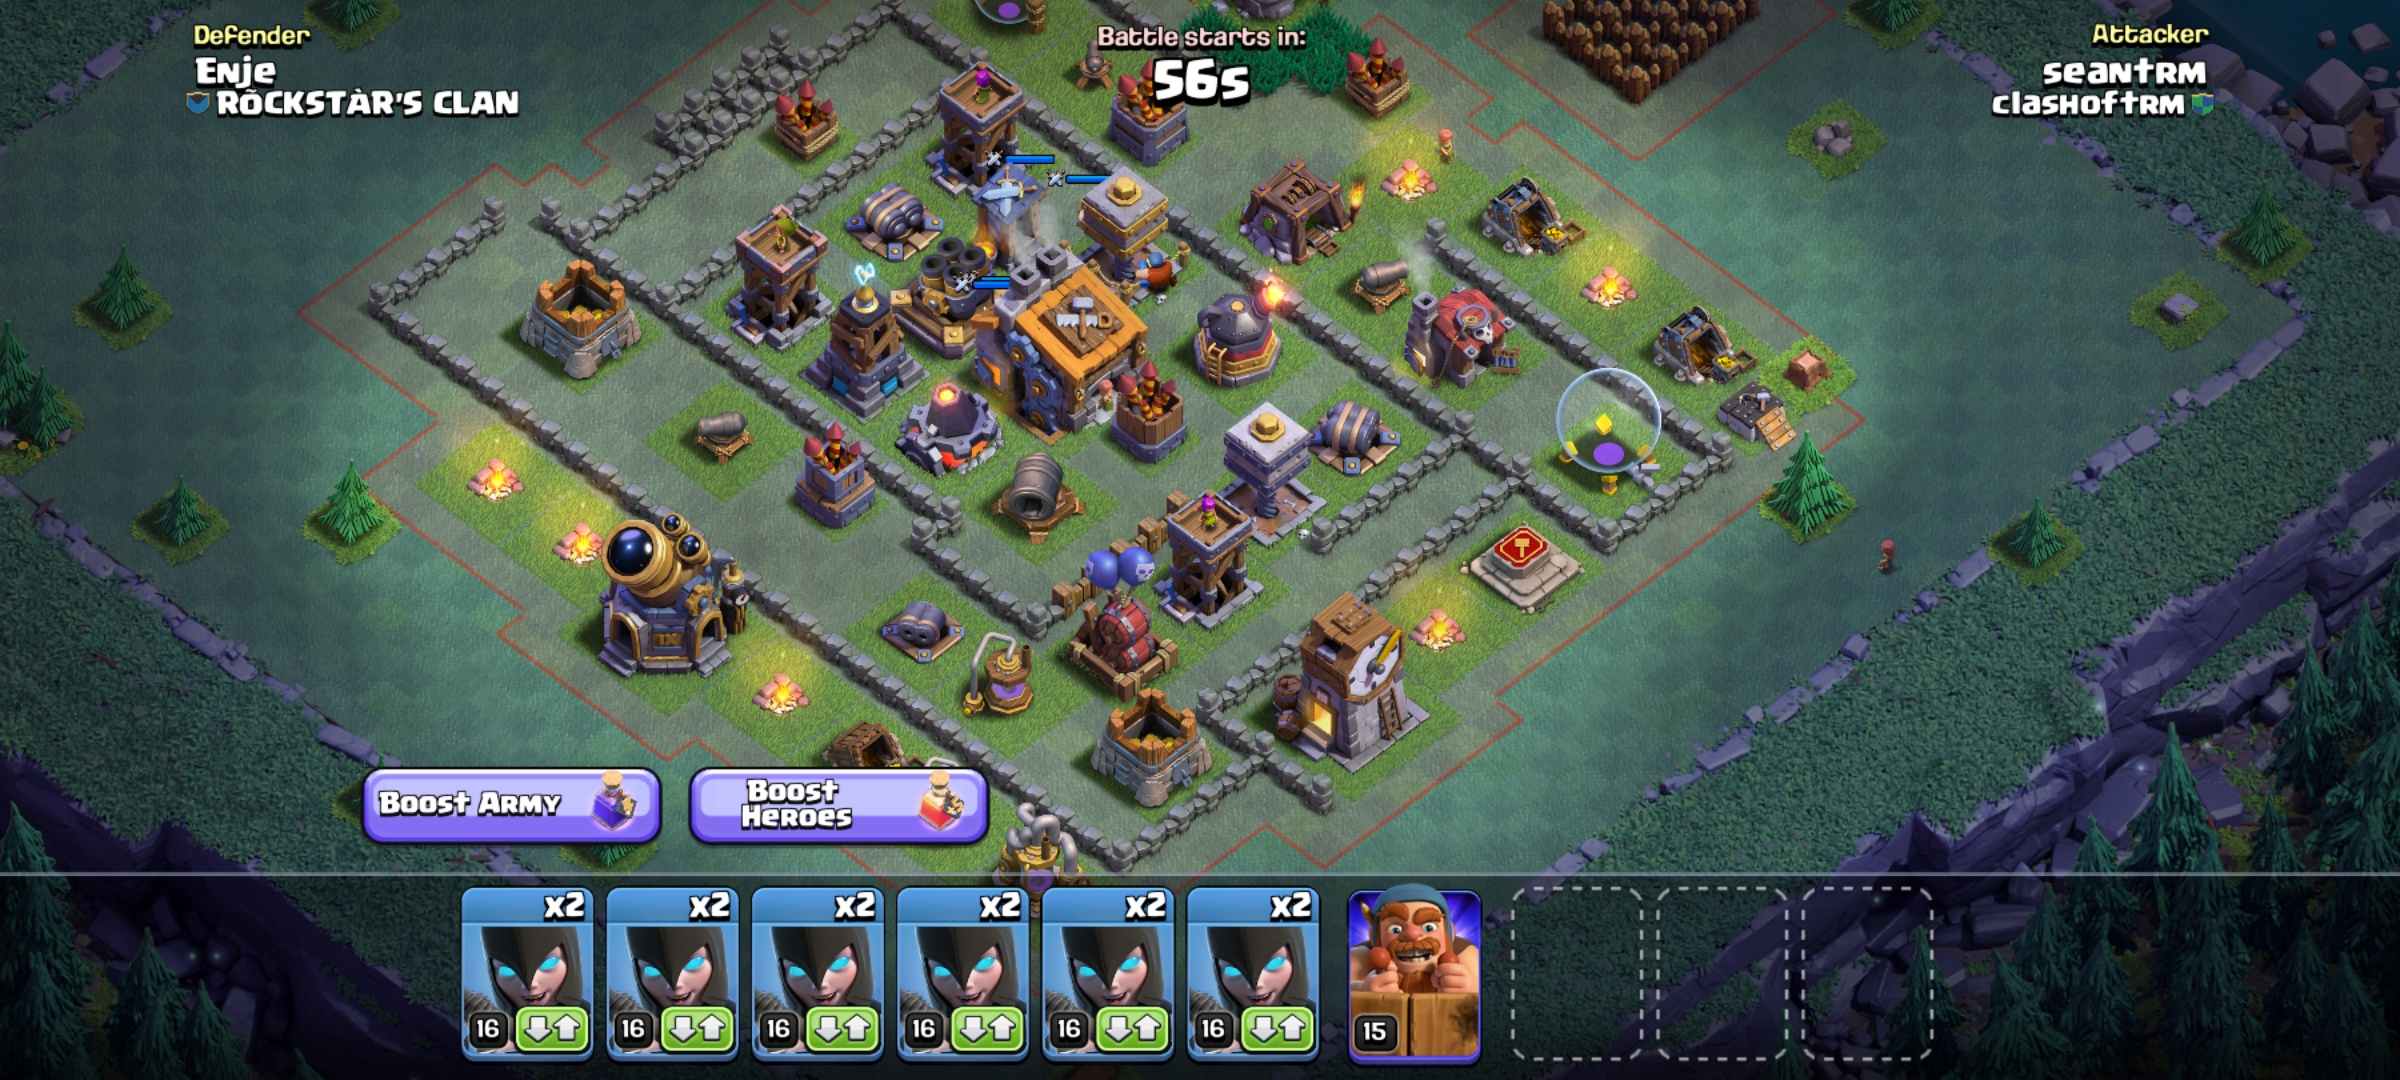 Defender
Enje
RÕCKSTÀR'S CLAN
Battle starts in:
56s
Attacker
seantRM
clashoftRM
Boost Army
Boost
Heroes
x2
x2
x2
x2
x2
x2
16
16
16
16
16
16
15